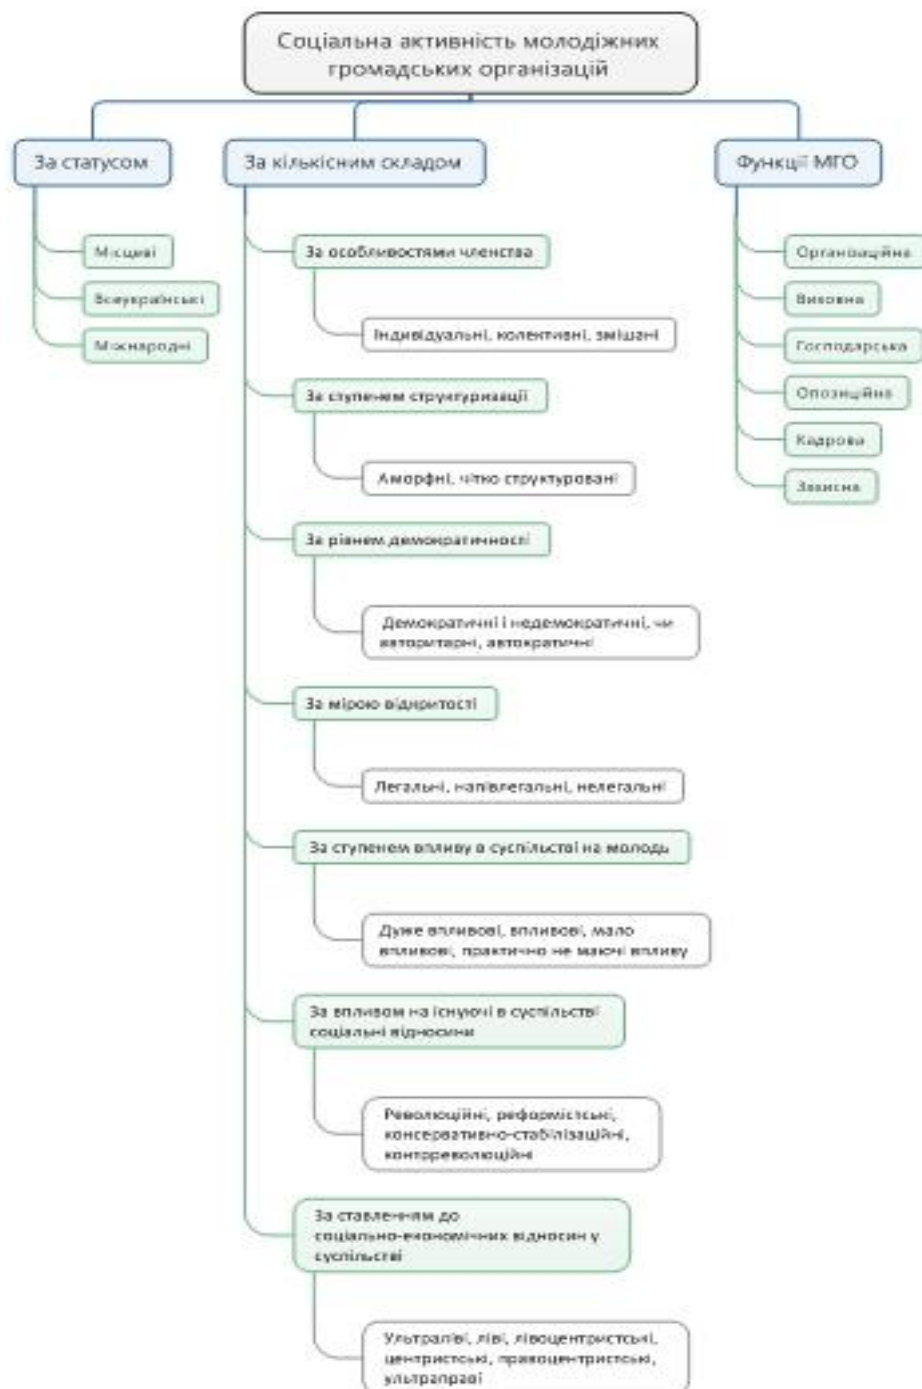 Соціальна активність молодіжних
громадських організацій
За статусом
Місцеві
Всеукраїнські
Міжнародні
За кількісним складом
За особливостями членства
Індивідуальні, колективні, змішані
За ступенем структуризації
Аморфні, чітко структуровані
За рівнем демократичності
Демократичні і недемократичні, чи
авторитарні, автократичні
За мірою відкритості
Легальні, напівлегальні, нелегальні
За ступенем впливу в суспільстві на молодь
Дуже впливові, впливові, мало
впливові, практично не маючі впливу
За впливом на існуючі в суспільстві
соціальні відносини
Революційні, реформістські,
консервативно-стабілізаційні,
контрреволюційні
За ставленням до
соціально-економічних відносин у
суспільстві
Ультраліві, ліві, лівоцентристські,
центристські, правоцентристські,
ультраправі
Функції МГО
Організаційна
Виховна
Господарська
Опозиційна
Кадрова
Захисна